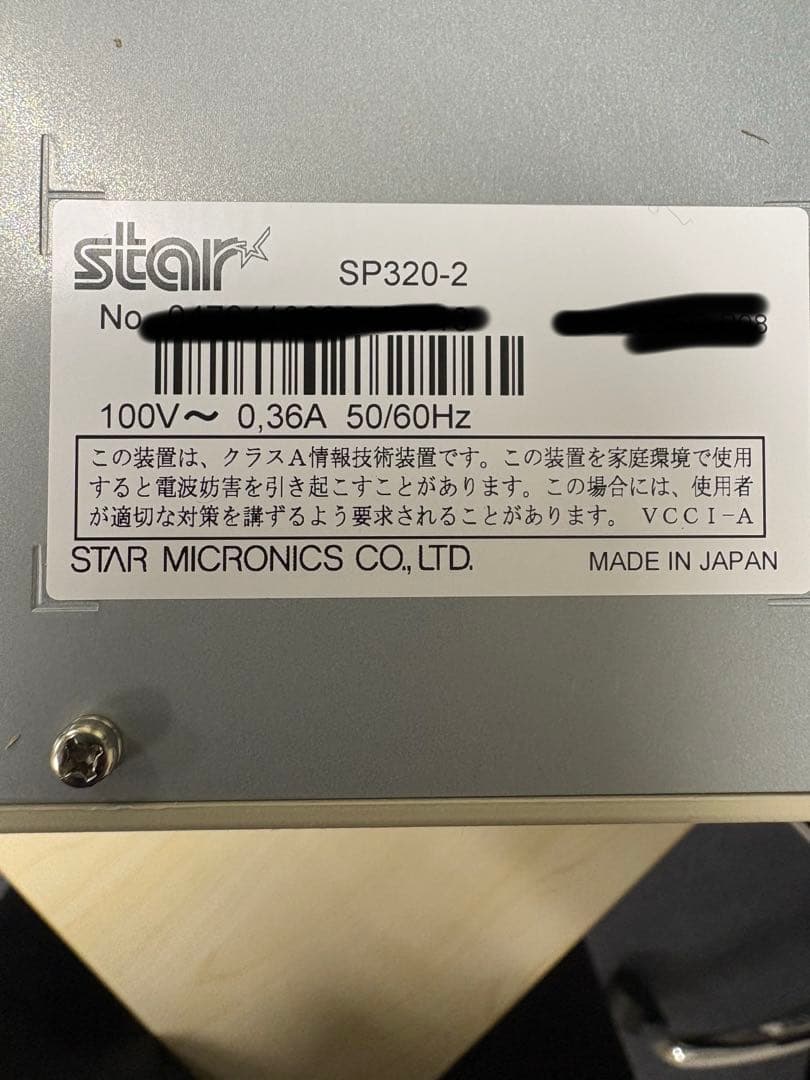 star
SP320-2
No
100V～ 0,36A 50/60Hz
この装置は、クラスA情報技術装置です。この装置を家庭環境で使用
すると電波妨害を引き起こすことがあります。この場合には、使用者
が適切な対策を講ずるよう要求されることがあります。 VCCI-A
STAR MICRONICS CO.,LTD. MADE IN JAPAN